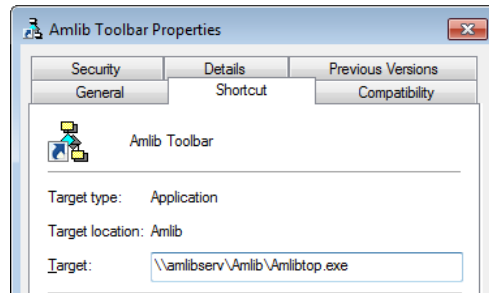 Amlib Toolbar Properties
Security Details Previous Versions
General Shortcut Compatibility
Amlib Toolbar
Target type: Application
Target location: Amlib
Target: \\amlibserv\Amlib\Amlibtop.exe